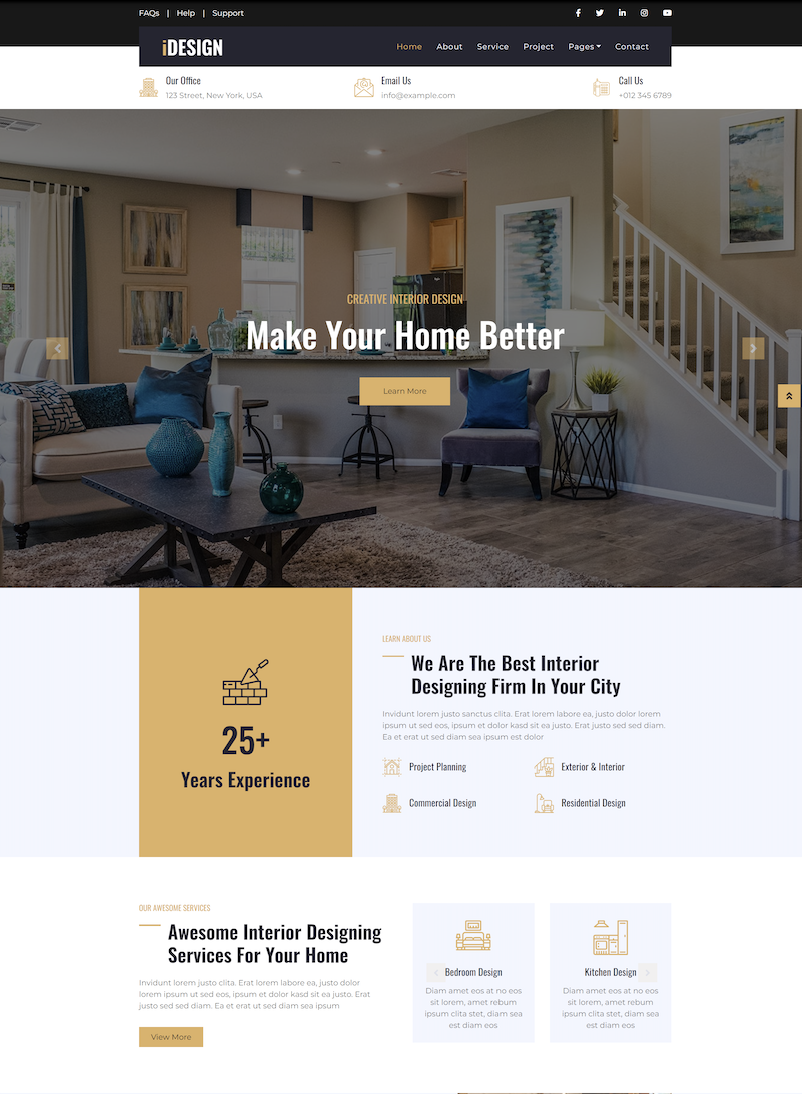 FAQs | Help | Support
iDESIGN
Home About Service Project Pages Contact
Our Office
123 Street, New York, USA
Email Us
info@example.com
Call Us
+012 345 6789
CREATIVE INTERIOR DESIGN
Make Your Home Better
Learn More
25+
Years Experience
LEARN ABOUT US
We Are The Best Interior
Designing Firm In Your City
Invidunt lorem justo sanctus clita. Erat lorem labore ea, justo dolor lorem
ipsum ut sed eos, ipsum et dolor kasd sit ea justo. Erat justo sed sed diam.
Ea et erat ut sed diam sea ipsum est dolor
Project Planning
Exterior & Interior
Commercial Design
Residential Design
OUR AWESOME SERVICES
Awesome Interior Designing
Services For Your Home
Invidunt lorem justo clita. Erat lorem labore ea, justo dolor
lorem ipsum ut sed eos, ipsum et dolor kasd sit ea justo. Erat
justo sed sed diam. Ea et erat ut sed diam sea ipsum
View More
Bedroom Design
Diam amet eos at no eos
sit lorem, amet rebum
ipsum clita stet, diam sea
est diam eos
Kitchen Design
Diam amet eos at no eos
sit lorem, amet rebum
ipsum clita stet, diam sea
est diam eos